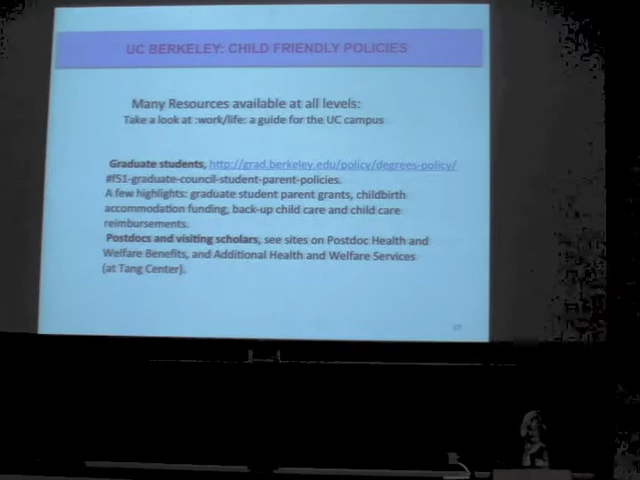 UC BERKELEY: CHILD FRIENDLY POLICIES
Many Resources available at all levels:
Take a look at :work/life: a guide for the UC campus
Graduate students, http://grad.berkeley.edu/policy/degrees-policy/
#f51-graduate-council-student-parent-policies.
A few highlights: graduate student parent grants, childbirth
accommodation funding, back-up child care and child care
reimbursements.
Postdocs and visiting scholars, see sites on Postdoc Health and
Welfare Benefits, and Additional Health and Welfare Services
(at Tang Center).